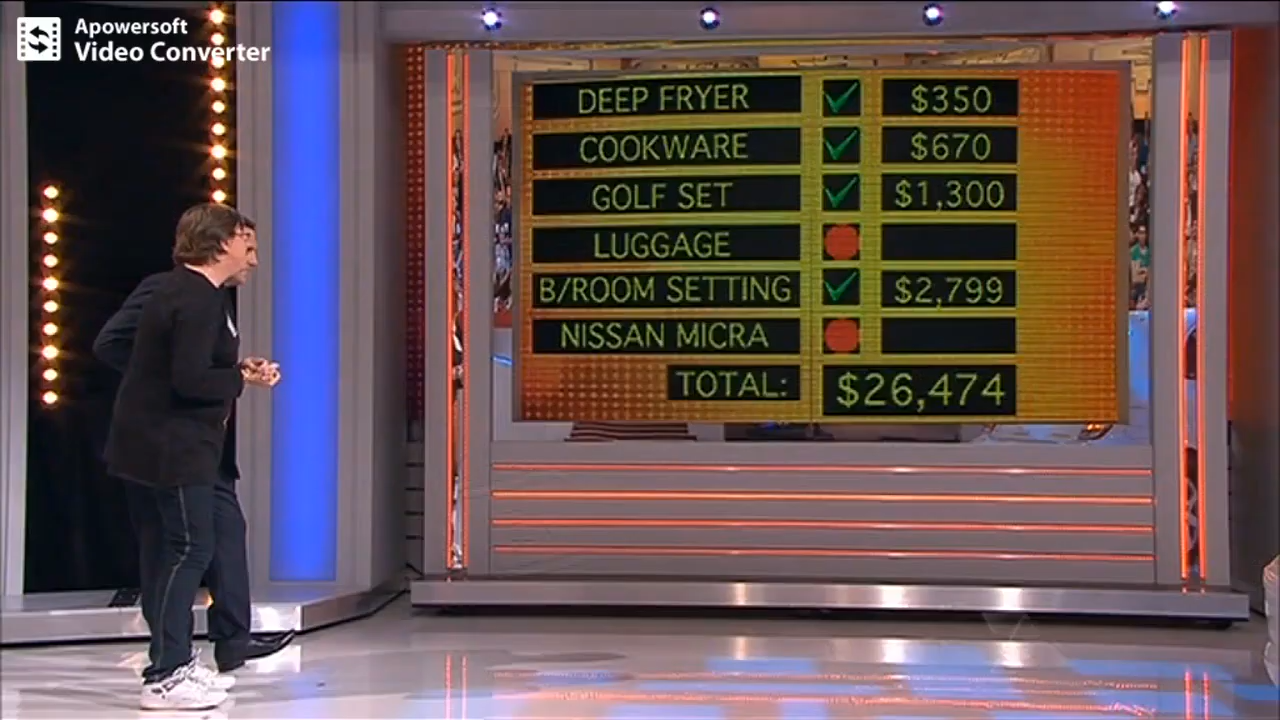 Apowersoft
Video Converter
DEEP FRYER $350
COOKWARE $670
GOLF SET $1,300
LUGGAGE
B/ROOM SETTING $2,799
NISSAN MICRA
TOTAL: $26,474